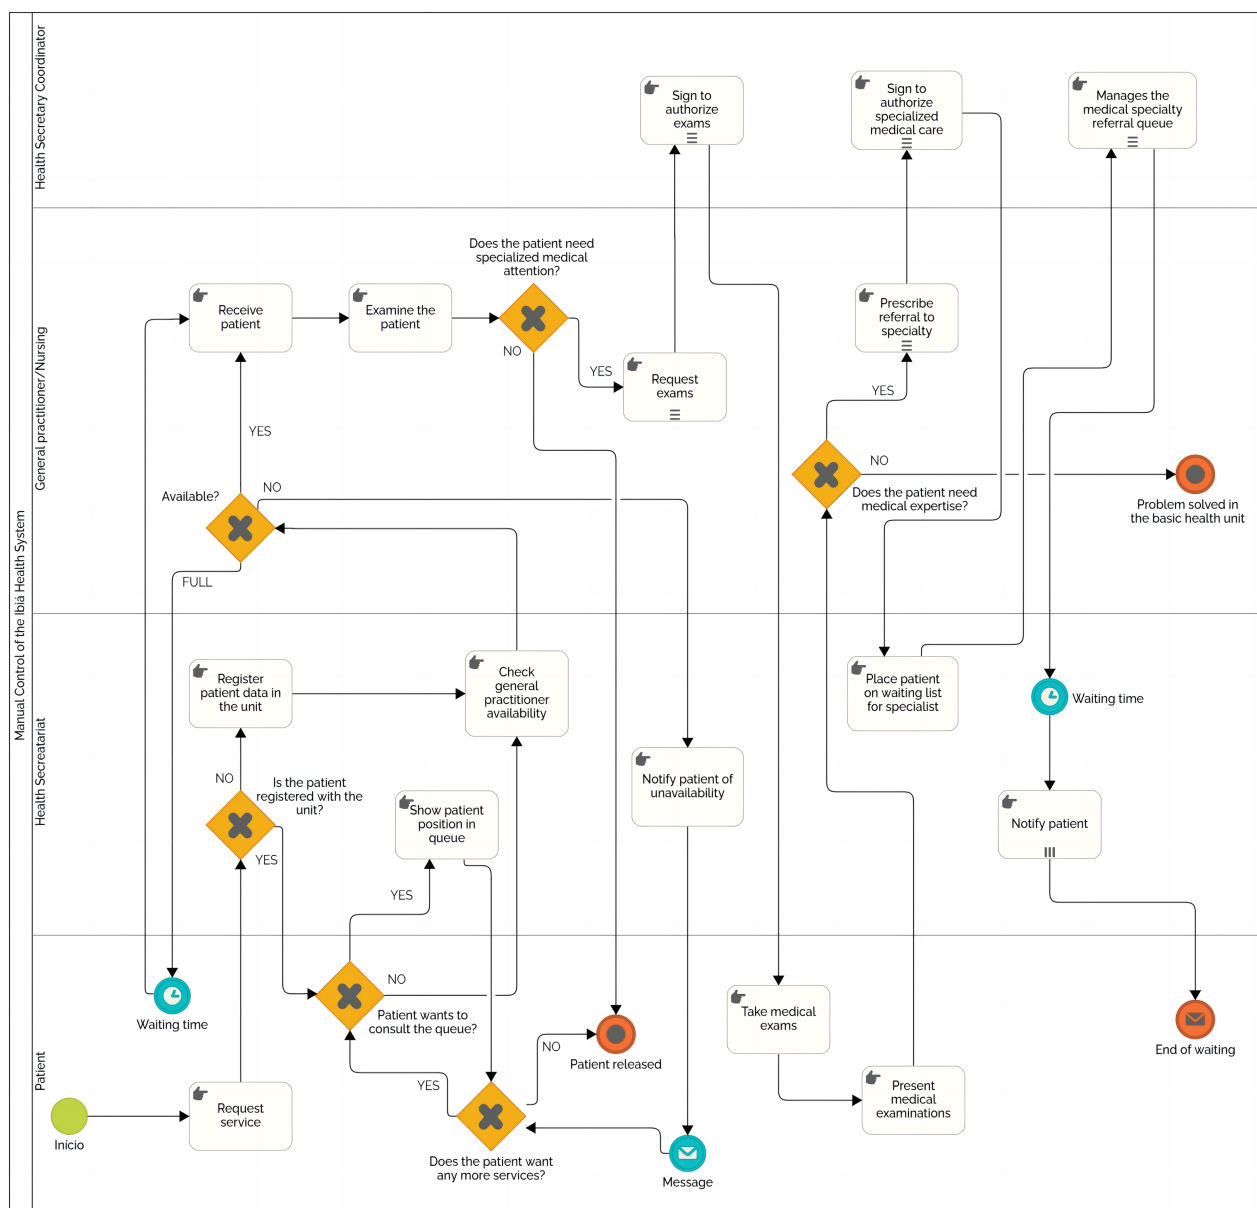 Manual Control of the Ibiá Health System
Health Secretary Coordinator
Sign to
authorize
exams
Sign to
authorize
specialized
medical care
Manages the
medical specialty
referral queue
General practitioner/Nursing
Does the patient need
specialized medical
attention?
Receive
patient
Examine the
patient
NO
YES
Request
exams
Prescribe
referral to
specialty
YES
YES
Available?
NO
FULL
NO
Does the patient need
medical expertise?
Problem solved in
the basic health unit
Health Secreatariat
Register
patient data in
the unit
Check
general
practitioner
availability
Place patient
on waiting list
for specialist
Waiting time
NO
Is the patient
registered with the
unit?
YES
Show patient
position in
queue
Notify patient of
unavailability
Notify patient
YES
Patient
Waiting time
NO
Patient wants to
consult the queue?
Take medical
exams
End of waiting
NO
Patient released
YES
Início
Request
service
Present
medical
examinations
Does the patient want
any more services?
Message